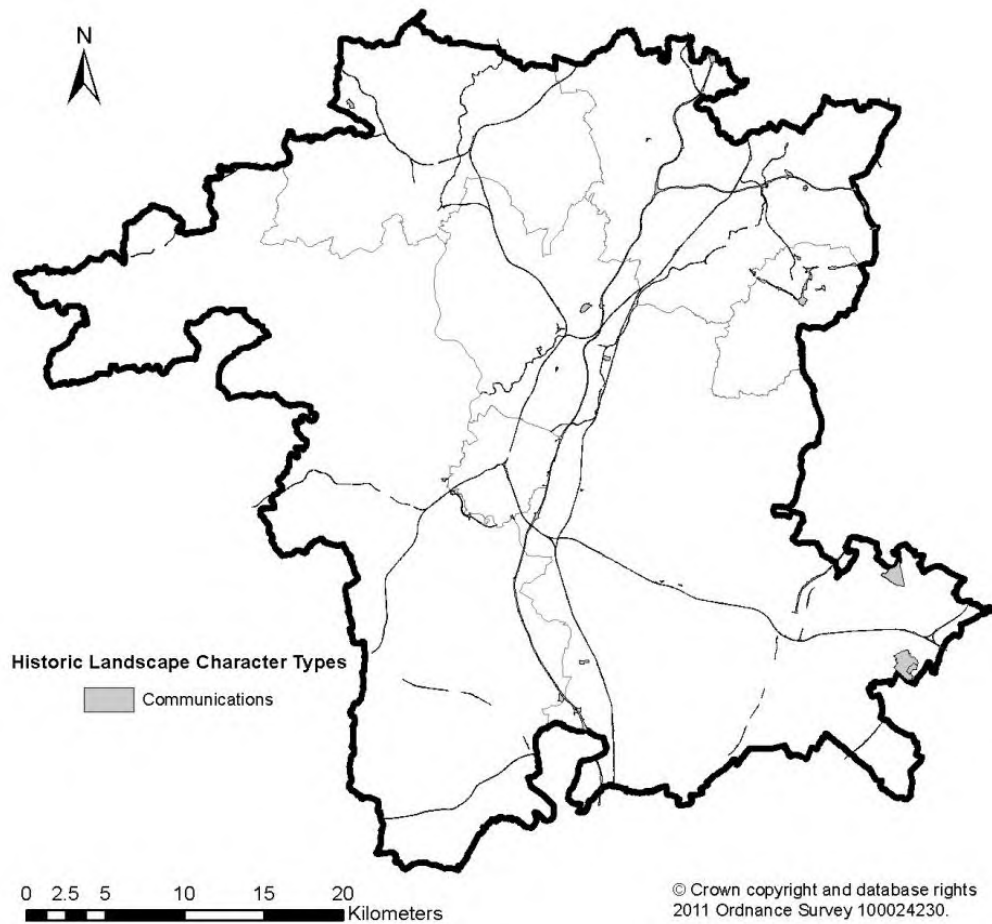 N
Historic Landscape Character Types
Communications
0 2.5 5 10 15 20
Kilometers
© Crown copyright and database rights
2011 Ordnance Survey 100024230.